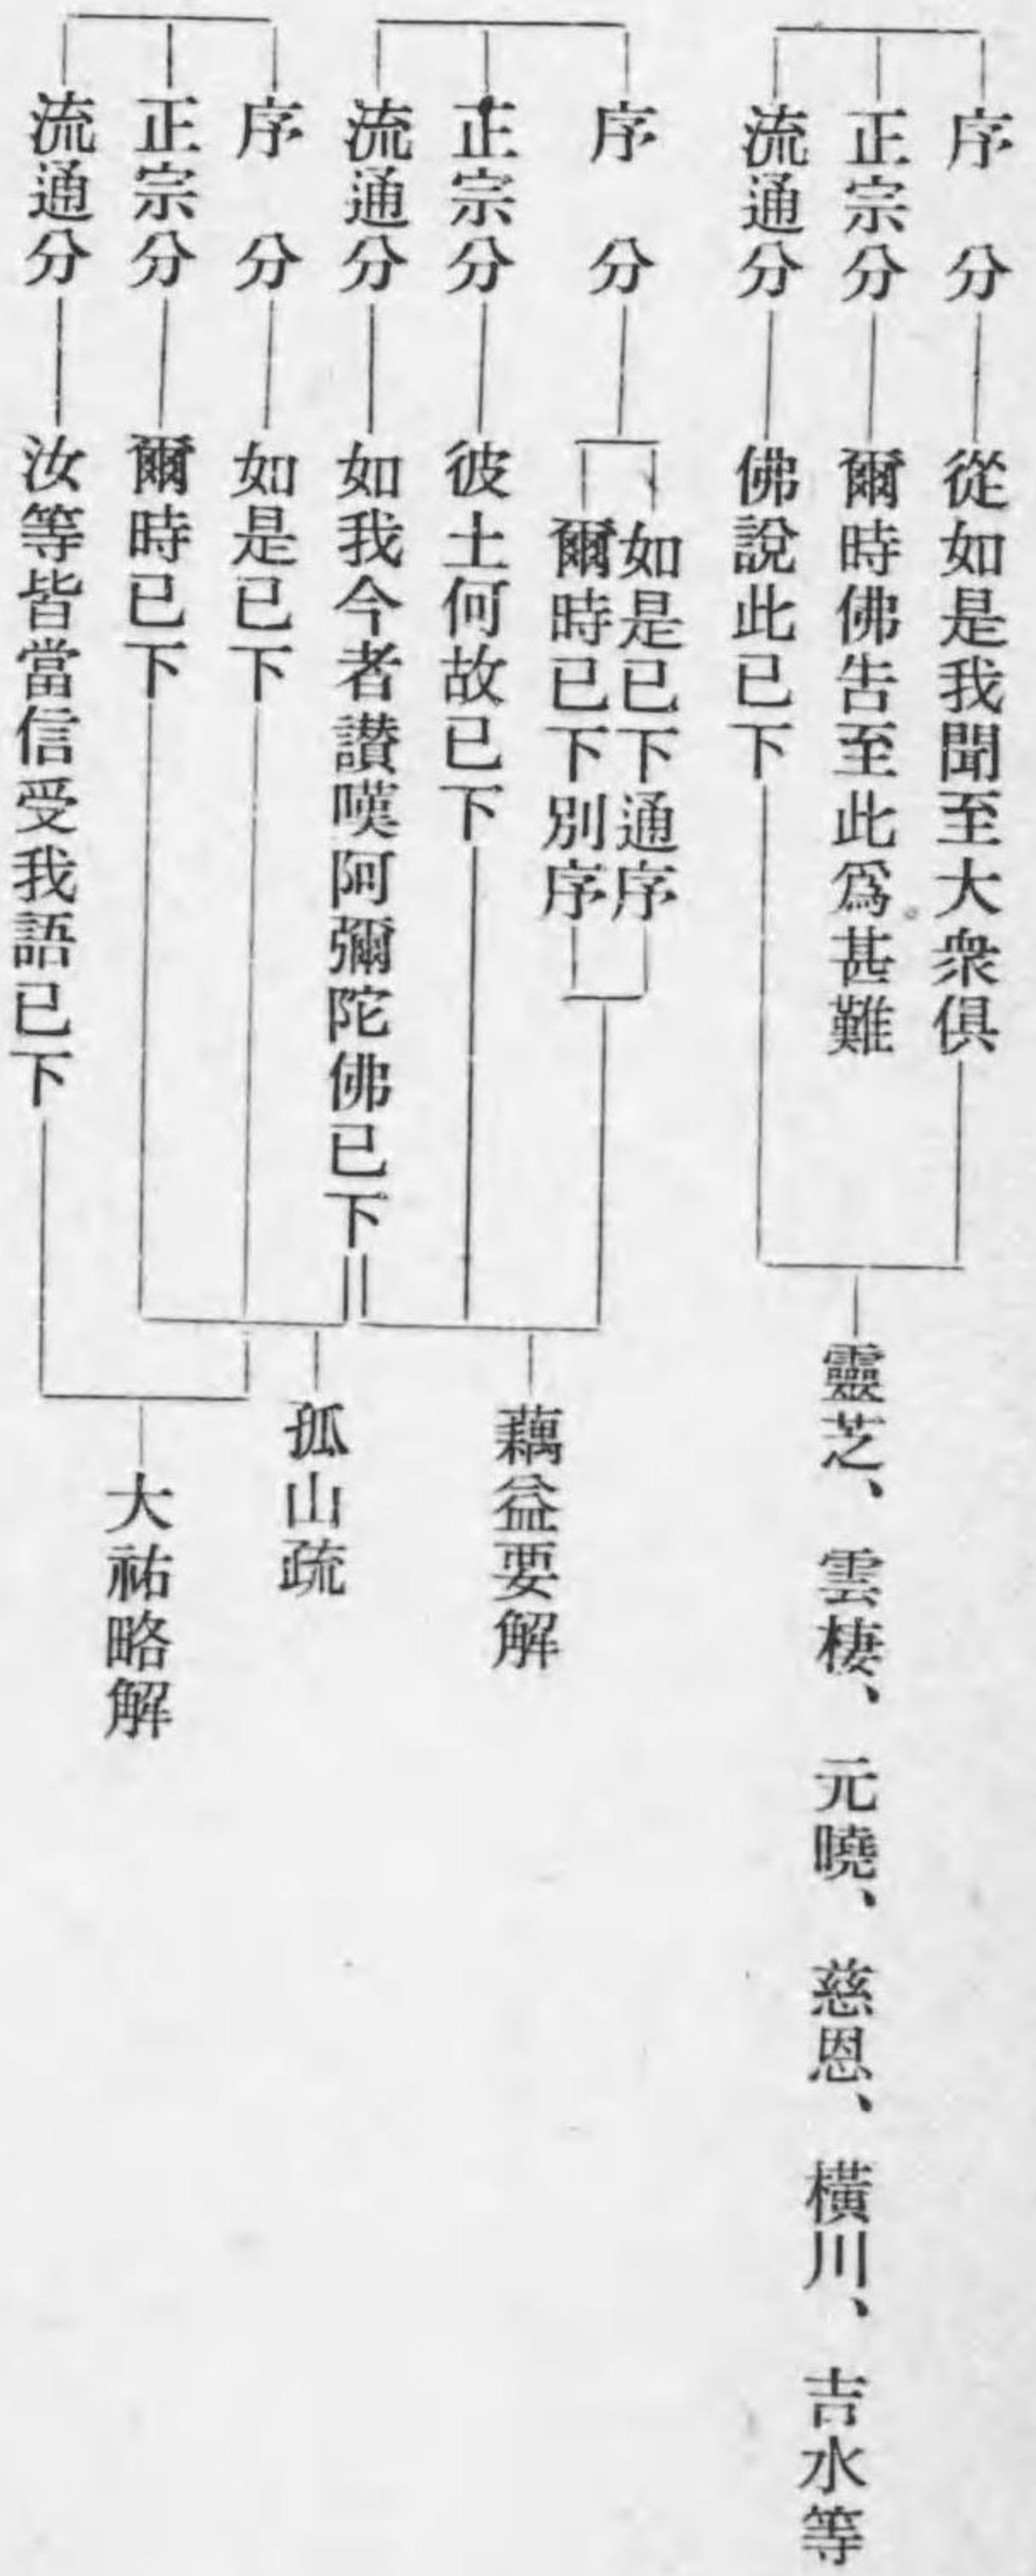 序分
從如是我聞至大衆俱
正宗分
爾時佛告至此爲甚難
流通分
佛說此已下
靈芝、雲棲、元曉、慈恩、橫川、吉水等
序分
如是已下通序
爾時已下別序
正宗分
彼土何故已下
流通分
如我今者讃嘆阿彌陀佛已下
藕益要解
孤山疏
序分
如是已下
正宗分
爾時已下
流通分
汝等皆當信受我語已下
大祐略解